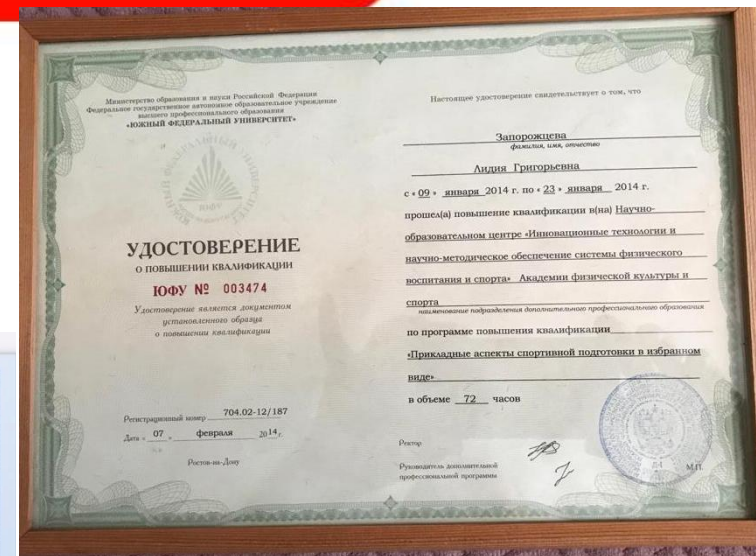 Министерство образования и науки Российской Федерации
Федеральное государственное автономное образовательное учреждение
высшего профессионального образования
«ЮЖНЫЙ ФЕДЕРАЛЬНЫЙ УНИВЕРСИТЕТ»
ЮФУ
УДОСТОВЕРЕНИЕ
О ПОВЫШЕНИИ КВАЛИФИКАЦИИ
ЮФУ № 003474
Удостоверение является документом
установленного образца
о повышении квалификации
Регистрационный номер 704.02-12/187
Дата « 07 » февраля 2014 г.
Ростов-на-Дону
Настоящее удостоверение свидетельствует о том, что
Запорожцева
фамилия, имя, отчество
Лидия Григорьевна
с « 09 » января 2014 г. по « 23 » января 2014 г.
прошел(а) повышение квалификации в(на) Научно-
образовательном центре «Инновационные технологии и
научно-методическое обеспечение системы физического
воспитания и спорта» Академии физической культуры и
спорта
наименование подразделения дополнительного профессионального образования
по программе повышения квалификации
«Прикладные аспекты спортивной подготовки в избранном
виде»
в объеме 72 часов
Ректор
Руководитель дополнительной
профессиональной программы
М.П.